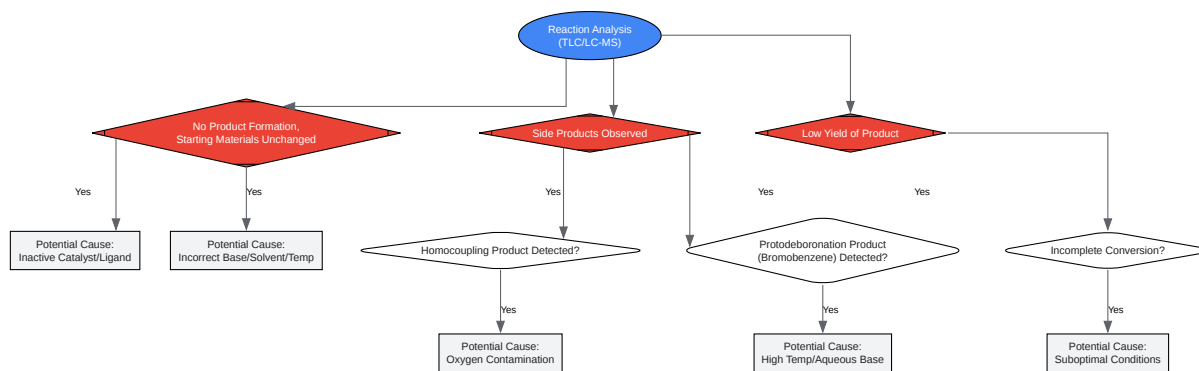 Reaction Analysis
(TLC/LC-MS)
No Product Formation,
Starting Materials Unchanged
Side Products Observed
Low Yield of Product
Yes
Yes
Yes
Yes
Yes
Potential Cause:
Inactive Catalyst/Ligand
Potential Cause:
Incorrect Base/Solvent/Temp
Homocoupling Product Detected?
Protodeboronation Product
(Bromobenzene) Detected?
Incomplete Conversion?
Yes
Yes
Yes
Potential Cause:
Oxygen Contamination
Potential Cause:
High Temp/Aqueous Base
Potential Cause:
Suboptimal Conditions